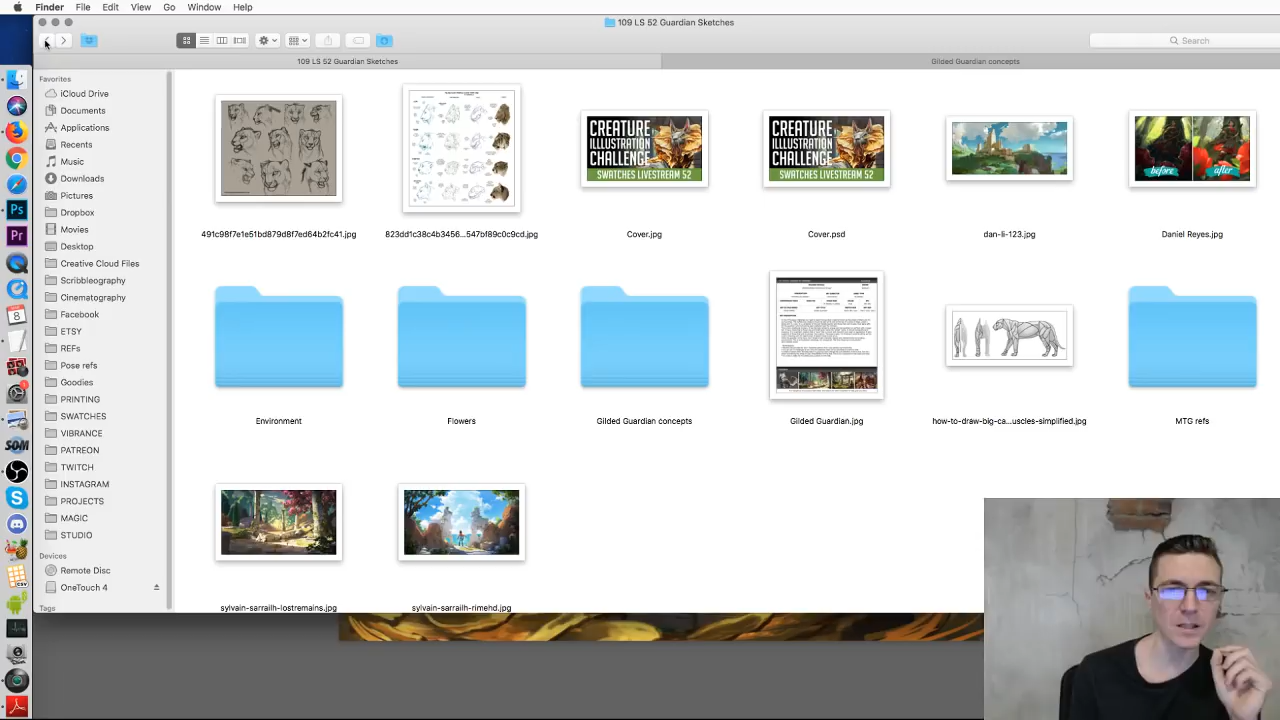 Finder File Edit View Go Window Help
109 LS 52 Guardian Sketches
Search
109 LS 52 Guardian Sketches
Gilded Guardian concepts
Favorites
iCloud Drive
Documents
Applications
Recents
Music
Downloads
Pictures
Dropbox
Movies
Desktop
Creative Cloud Files
Scribbleography
Cinematography
Facebook
ETSY
REFs
Pose refs
Goodies
PRINTING
SWATCHES
VIBRANCE
PATREON
TWITCH
INSTAGRAM
PROJECTS
MAGIC
STUDIO
Devices
Remote Disc
OneTouch 4
Tags
CREATURE
ILLUSTRATION
CHALLENGE
SWATCHES LIVESTREAM 52
CREATURE
ILLUSTRATION
CHALLENGE
SWATCHES LIVESTREAM 52
before after
491c98f7e1e51bd879d8f7ed64b2fc41.jpg
823dd1c38c4b3456...547bf89c0c9cd.jpg
Cover.jpg
Cover.psd
dan-li-123.jpg
Daniel Reyes.jpg
Environment
Flowers
Gilded Guardian concepts
Gilded Guardian.jpg
how-to-draw-big-ca...uscles-simplified.jpg
MTG refs
sylvain-sarrailh-lostremains.jpg
sylvain-sarrailh-rimehd.jpg
Ps
Pr
8
SOM
CSV